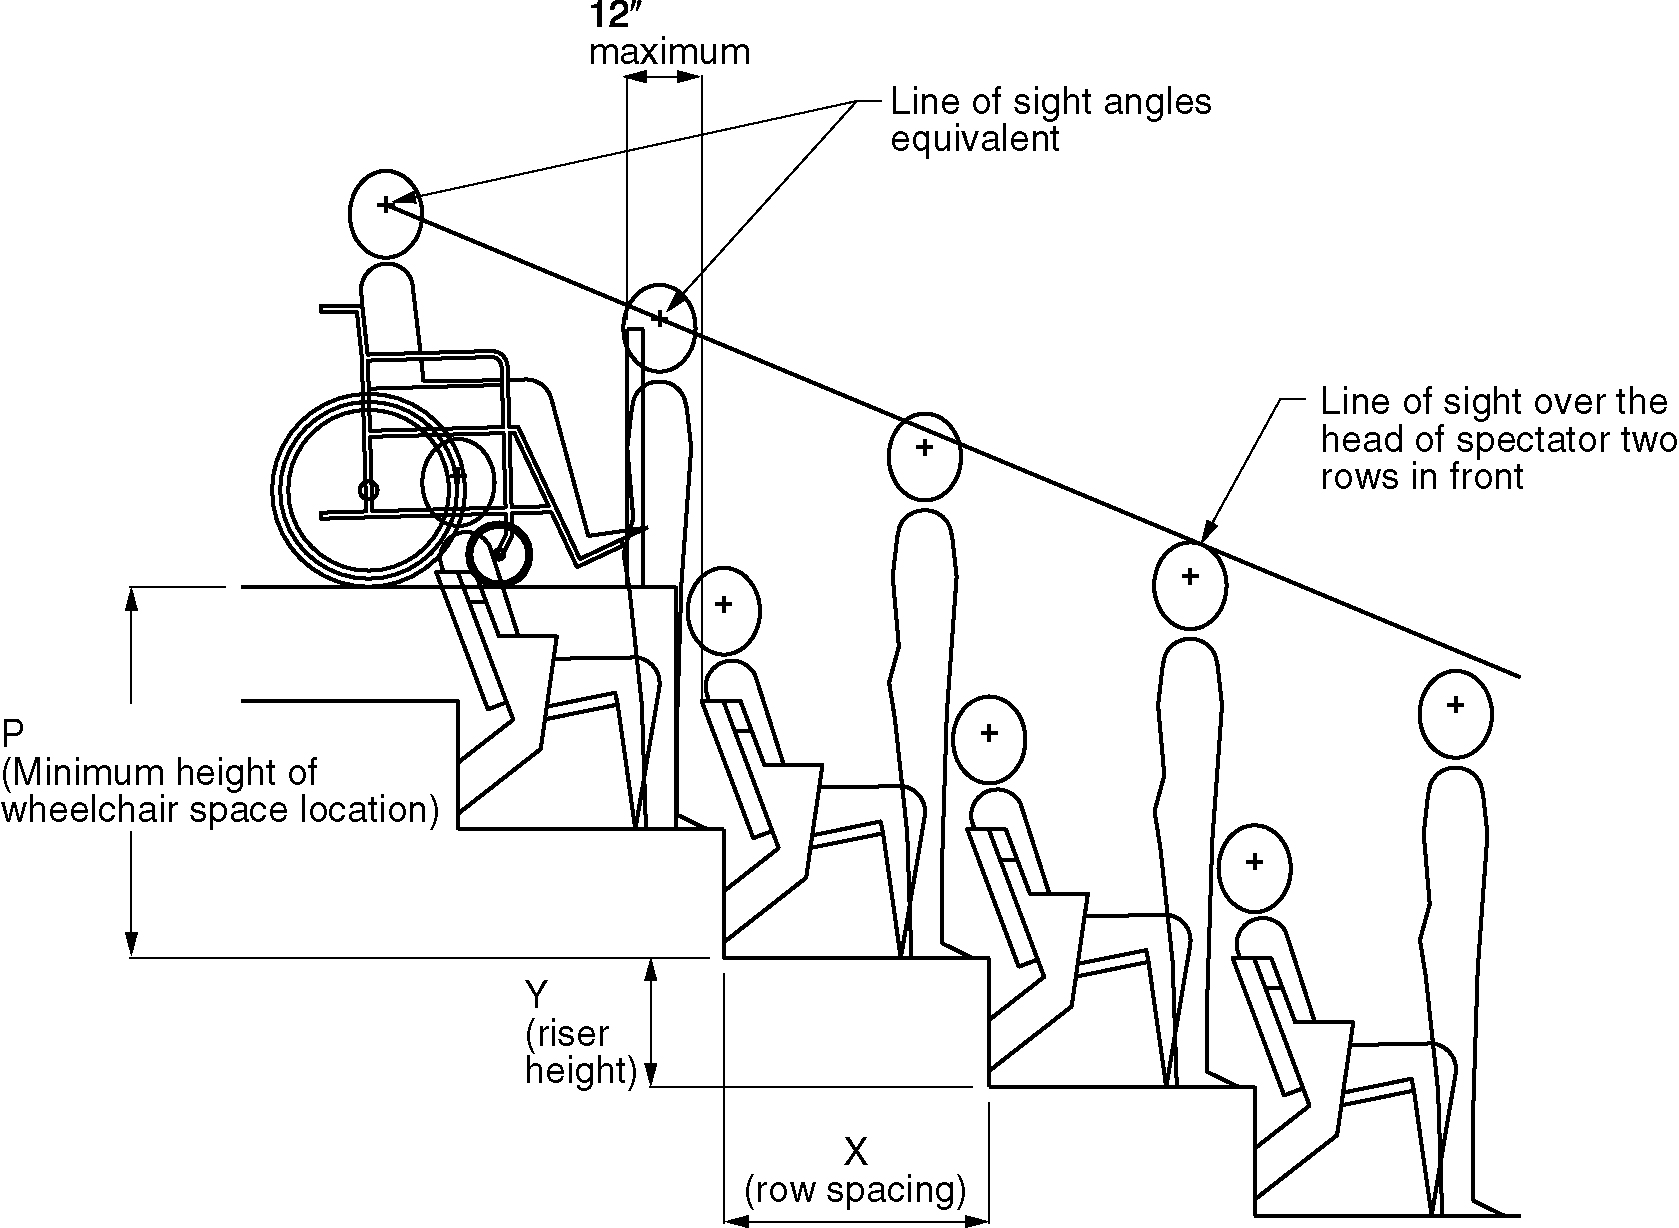 12"
maximum
Line of sight angles
equivalent
Line of sight over the
head of spectator two
rows in front
P
(Minimum height of
wheelchair space location)
Y
(riser
height)
X
(row spacing)